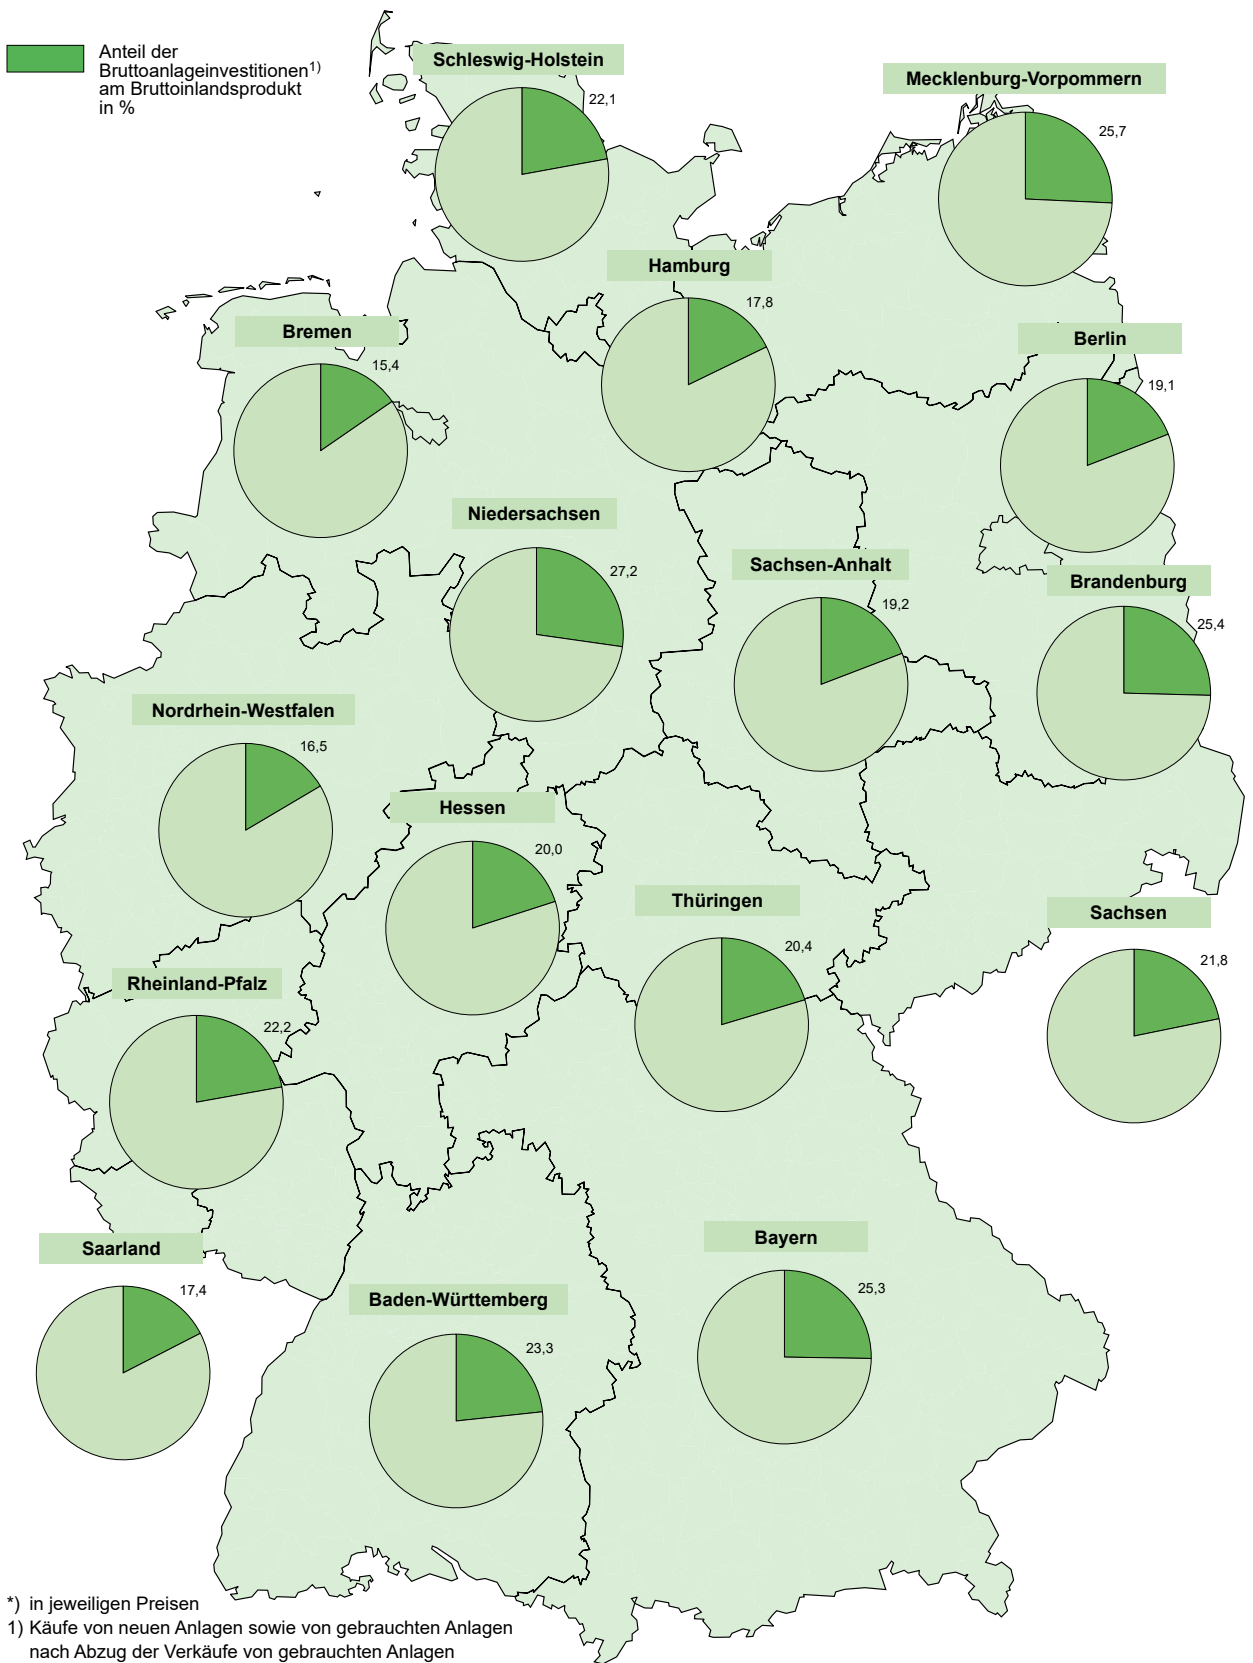 Anteil der
Bruttoanlageinvestitionen1)
am Bruttoinlandsprodukt
in %
Schleswig-Holstein
22,1
Mecklenburg-Vorpommern
25,7
Hamburg
17,8
Bremen
15,4
Berlin
19,1
Niedersachsen
27,2
Sachsen-Anhalt
19,2
Brandenburg
25,4
Nordrhein-Westfalen
16,5
Hessen
20,0
Thüringen
20,4
Sachsen
21,8
Rheinland-Pfalz
22,2
Saarland
17,4
Bayern
25,3
Baden-Württemberg
23,3
*) in jeweiligen Preisen
1) Käufe von neuen Anlagen sowie von gebrauchten Anlagen
nach Abzug der Verkäufe von gebrauchten Anlagen